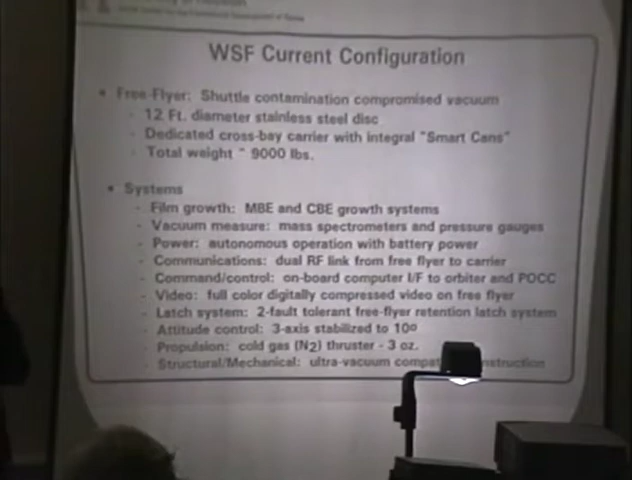 WSF Current Configuration
• Free-Flyer: Shuttle contamination compromised vacuum
- 12 Ft. diameter stainless steel disc
- Dedicated cross-bay carrier with integral "Smart Cans"
- Total weight ~ 9000 lbs.
• Systems
- Film growth: MBE and CBE growth systems
- Vacuum measure: mass spectrometers and pressure gauges
- Power: autonomous operation with battery power
- Communications: dual RF link from free flyer to carrier
- Command/control: on-board computer I/F to orbiter and POCC
- Video: full color digitally compressed video on free flyer
- Latch system: 2-fault tolerant free-flyer retention latch system
- Attitude control: 3-axis stabilized to 10º
- Propulsion: cold gas (N2) thruster - 3 oz.
- Structural/Mechanical: ultra-vacuum